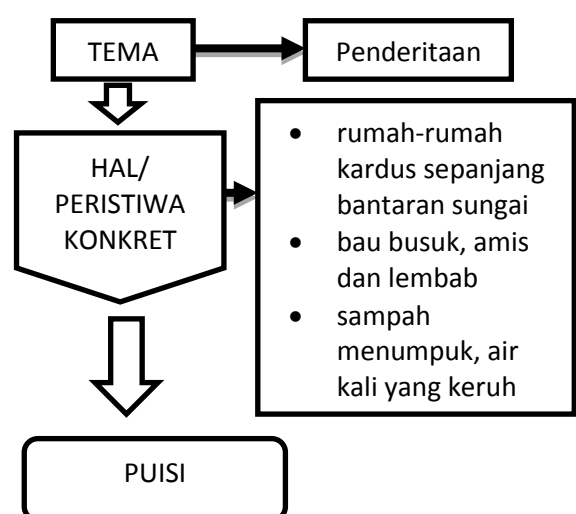 TEMA
Penderitaan
HAL/
PERISTIWA
KONKRET
• rumah-rumah
kardus sepanjang
bantaran sungai
• bau busuk, amis
dan lembab
• sampah
menumpuk, air
kali yang keruh
PUISI